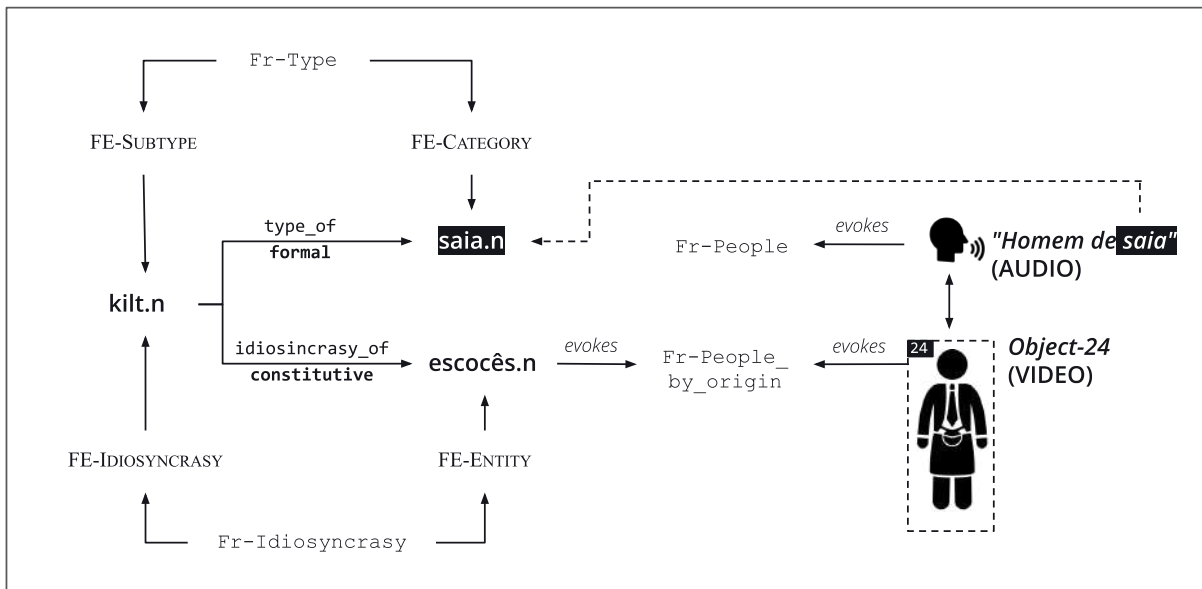 Fr-Type
FE-SUBTYPE
FE-CATEGORY
type_of
formal
saia.n
Fr-People
evokes
"Homem de saia"
(AUDIO)
kilt.n
idiosincrasy_of
constitutive
escocês.n
evokes
Fr-People_
by_origin
evokes
24
Object-24
(VIDEO)
FE-IDIOSYNCRASY
FE-ENTITY
Fr-Idiosyncrasy